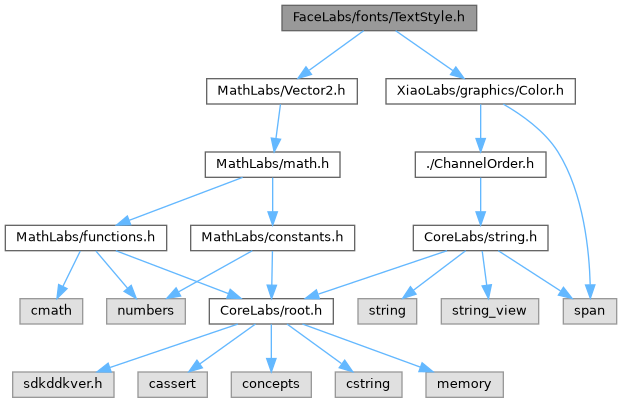 FaceLabs/fonts/TextStyle.h
MathLabs/Vector2.h
XiaoLabs/graphics/Color.h
MathLabs/math.h
./ChannelOrder.h
MathLabs/functions.h
MathLabs/constants.h
CoreLabs/string.h
cmath
numbers
CoreLabs/root.h
string
string_view
span
sdkddkver.h
cassert
concepts
cstring
memory